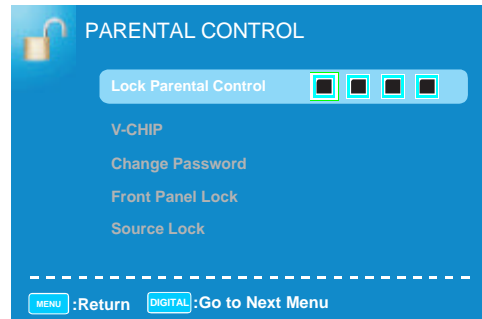 PARENTAL CONTROL
Lock Parental Control
V-CHIP
Change Password
Front Panel Lock
Source Lock
MENU :Return DIGITAL :Go to Next Menu